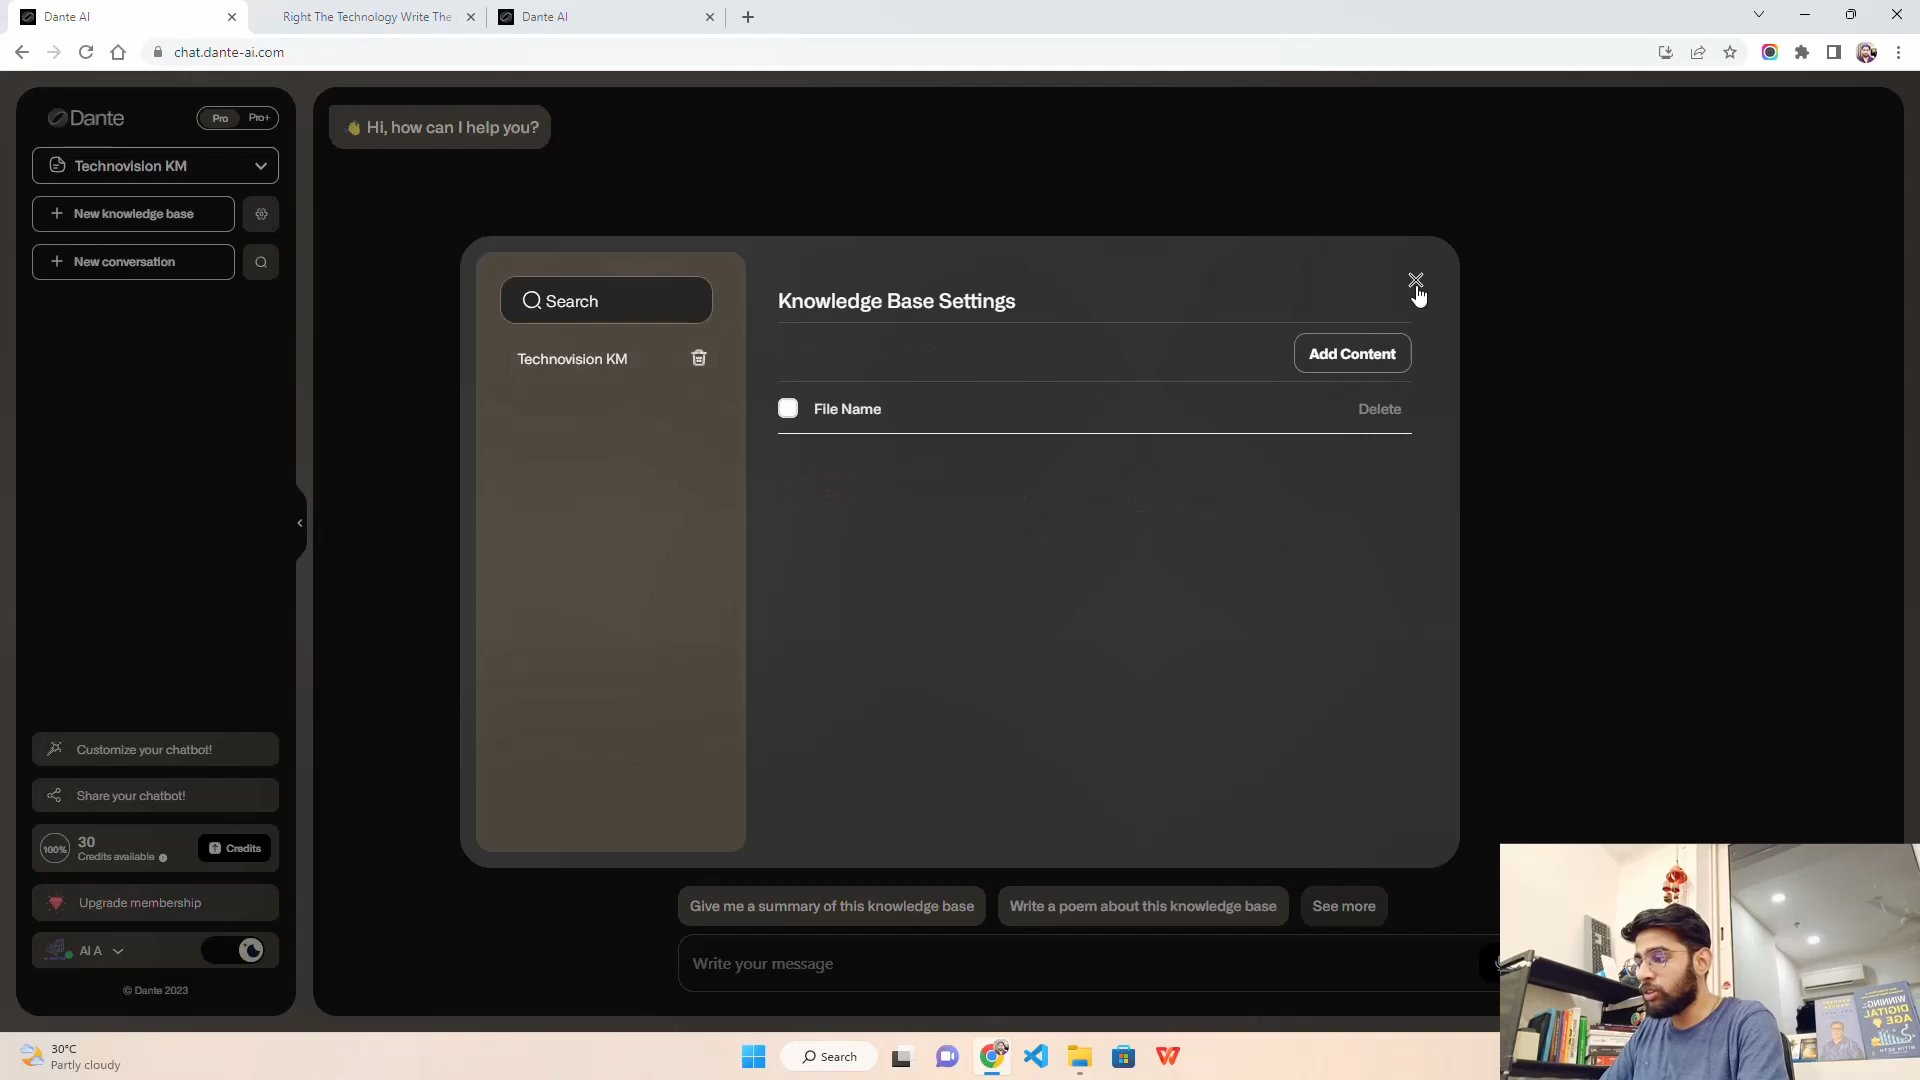 Dante AI
Right The Technology Write The
Dante AI
chat.dante-ai.com
Dante
Pro
Pro+
Technovision KM
New knowledge base
New conversation
Hi, how can I help you?
Search
Technovision KM
Knowledge Base Settings
Add Content
File Name
Delete
Customize your chatbot!
Share your chatbot!
100%
30
Credits available
Credits
Upgrade membership
AI A
© Dante 2023
Give me a summary of this knowledge base
Write a poem about this knowledge base
See more
Write your message
30°C
Partly cloudy
Search
WINNING
DIGITAL
AGE